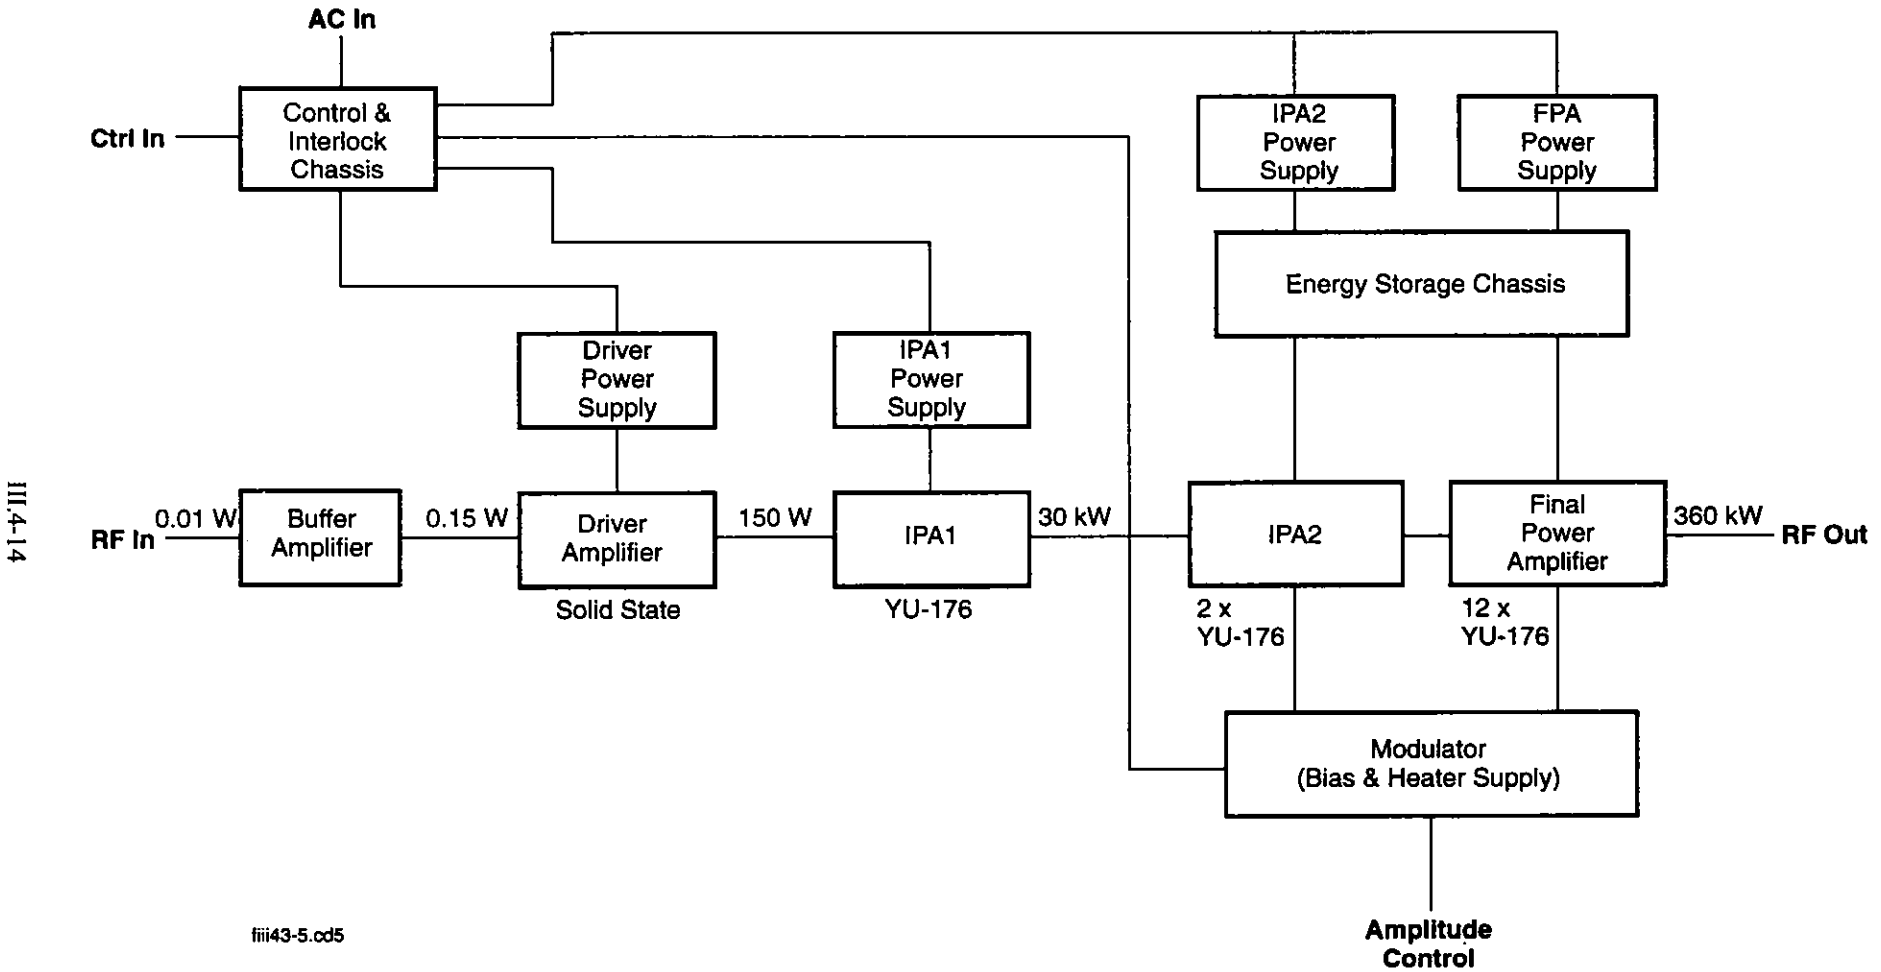 AC In
Ctrl In
Control &
Interlock
Chassis
IPA2
Power
Supply
FPA
Power
Supply
Energy Storage Chassis
Driver
Power
Supply
IPA1
Power
Supply
III.4-14
RF In
0.01 W
Buffer
Amplifier
0.15 W
Driver
Amplifier
Solid State
150 W
IPA1
YU-176
30 kW
IPA2
2 x
YU-176
Final
Power
Amplifier
12 x
YU-176
360 kW
RF Out
Modulator
(Bias & Heater Supply)
Amplitude
Control
fiii43-5.cd5